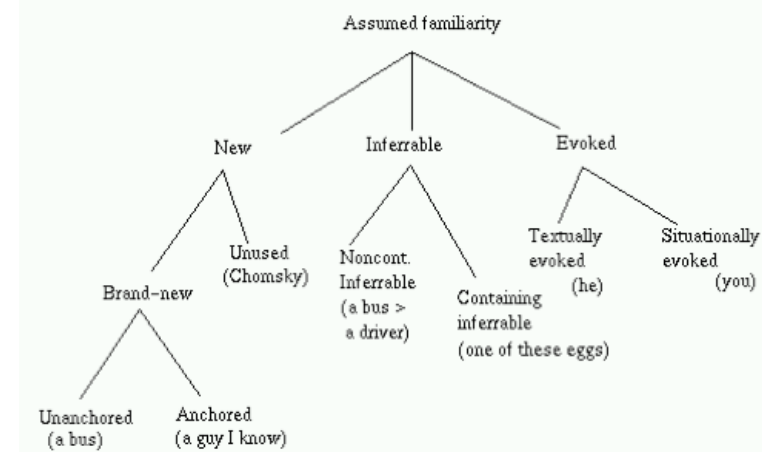 Assumed familiarity
New
Inferrable
Evoked
Unused
(Chomsky)
Brand-new
Noncont.
Inferrable
(a bus >
a driver)
Containing
inferrable
(one of these eggs)
Textually
evoked
(he)
Situationally
evoked
(you)
Unanchored
(a bus)
Anchored
(a guy I know)